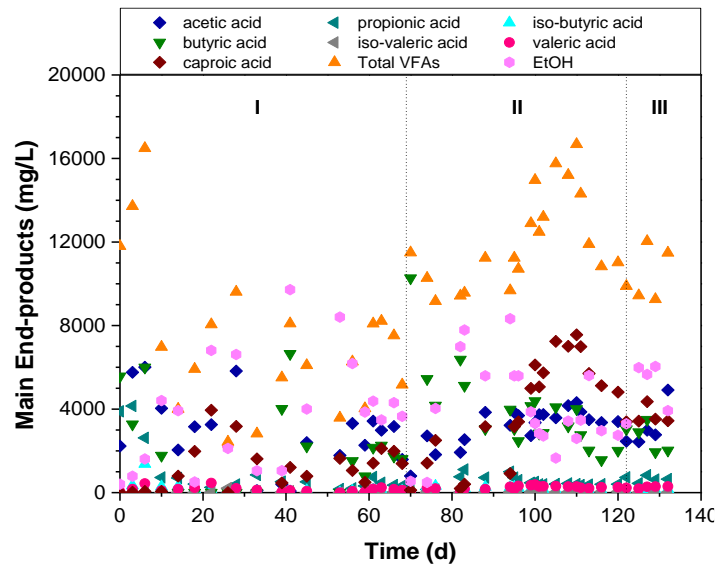 acetic acid propionic acid iso-butyric acid
butyric acid iso-valeric acid valeric acid
caproic acid Total VFAs EtOH
20000
I II III
16000
12000
8000
4000
0
Main End-products (mg/L)
0 20 40 60 80 100 120 140
Time (d)